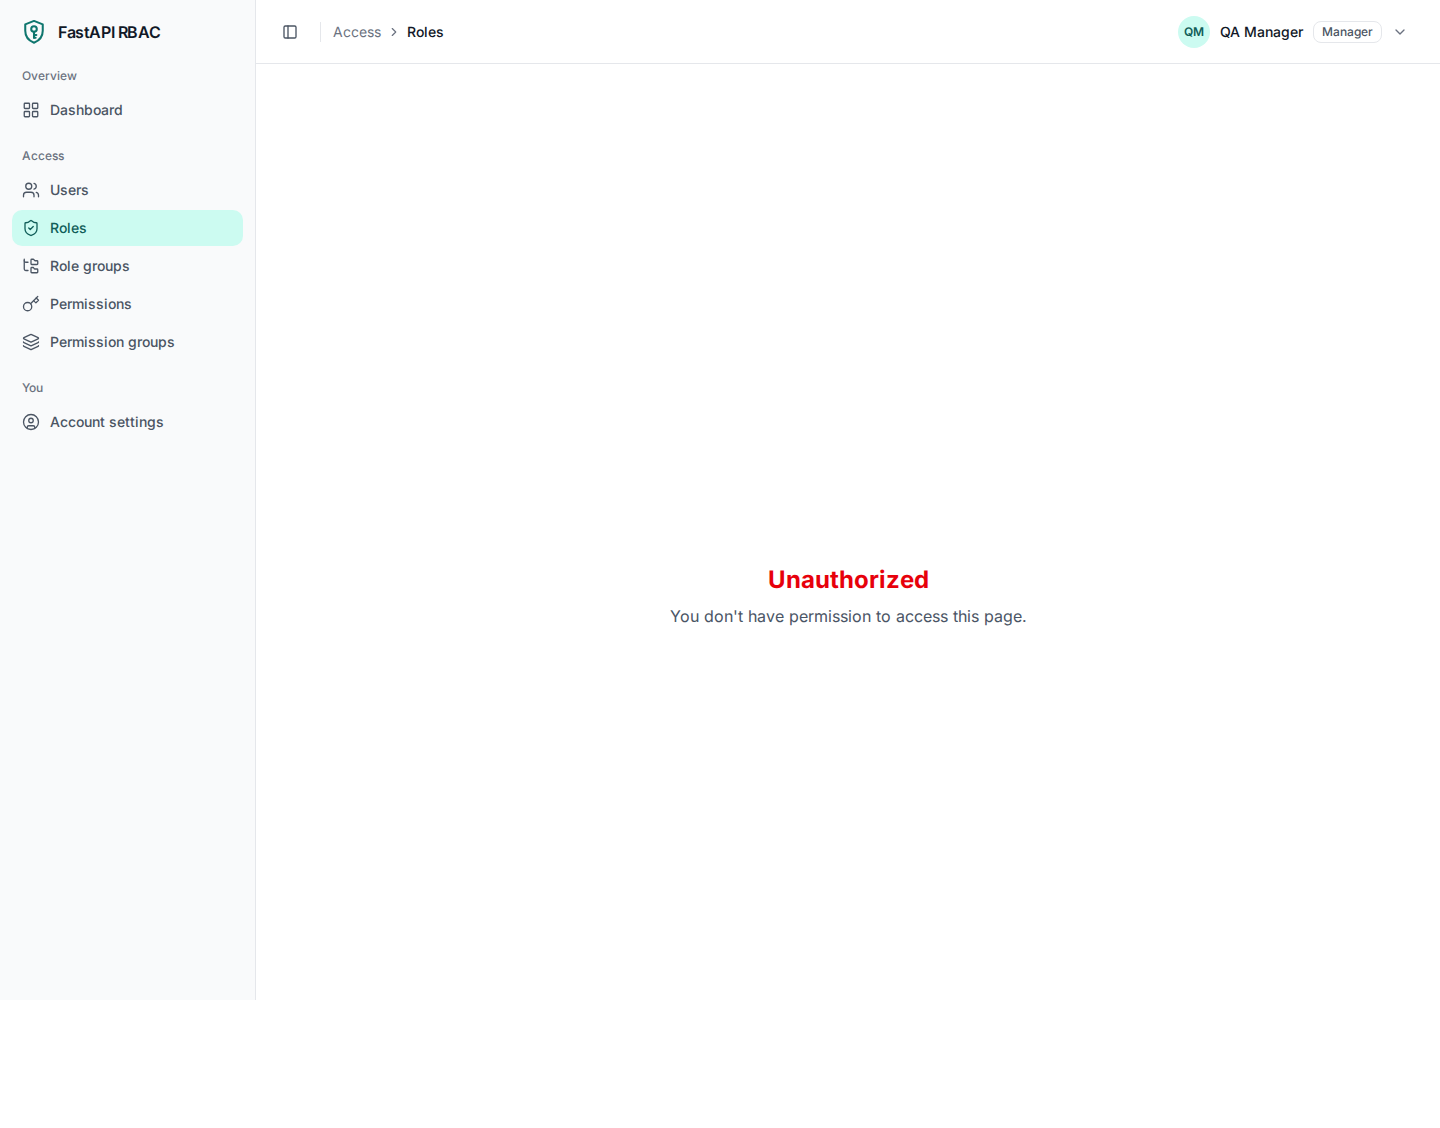 FastAPI RBAC
Overview
Dashboard
Access
Users
Roles
Role groups
Permissions
Permission groups
You
Account settings
Access > Roles
QM QA Manager Manager
Unauthorized
You don't have permission to access this page.